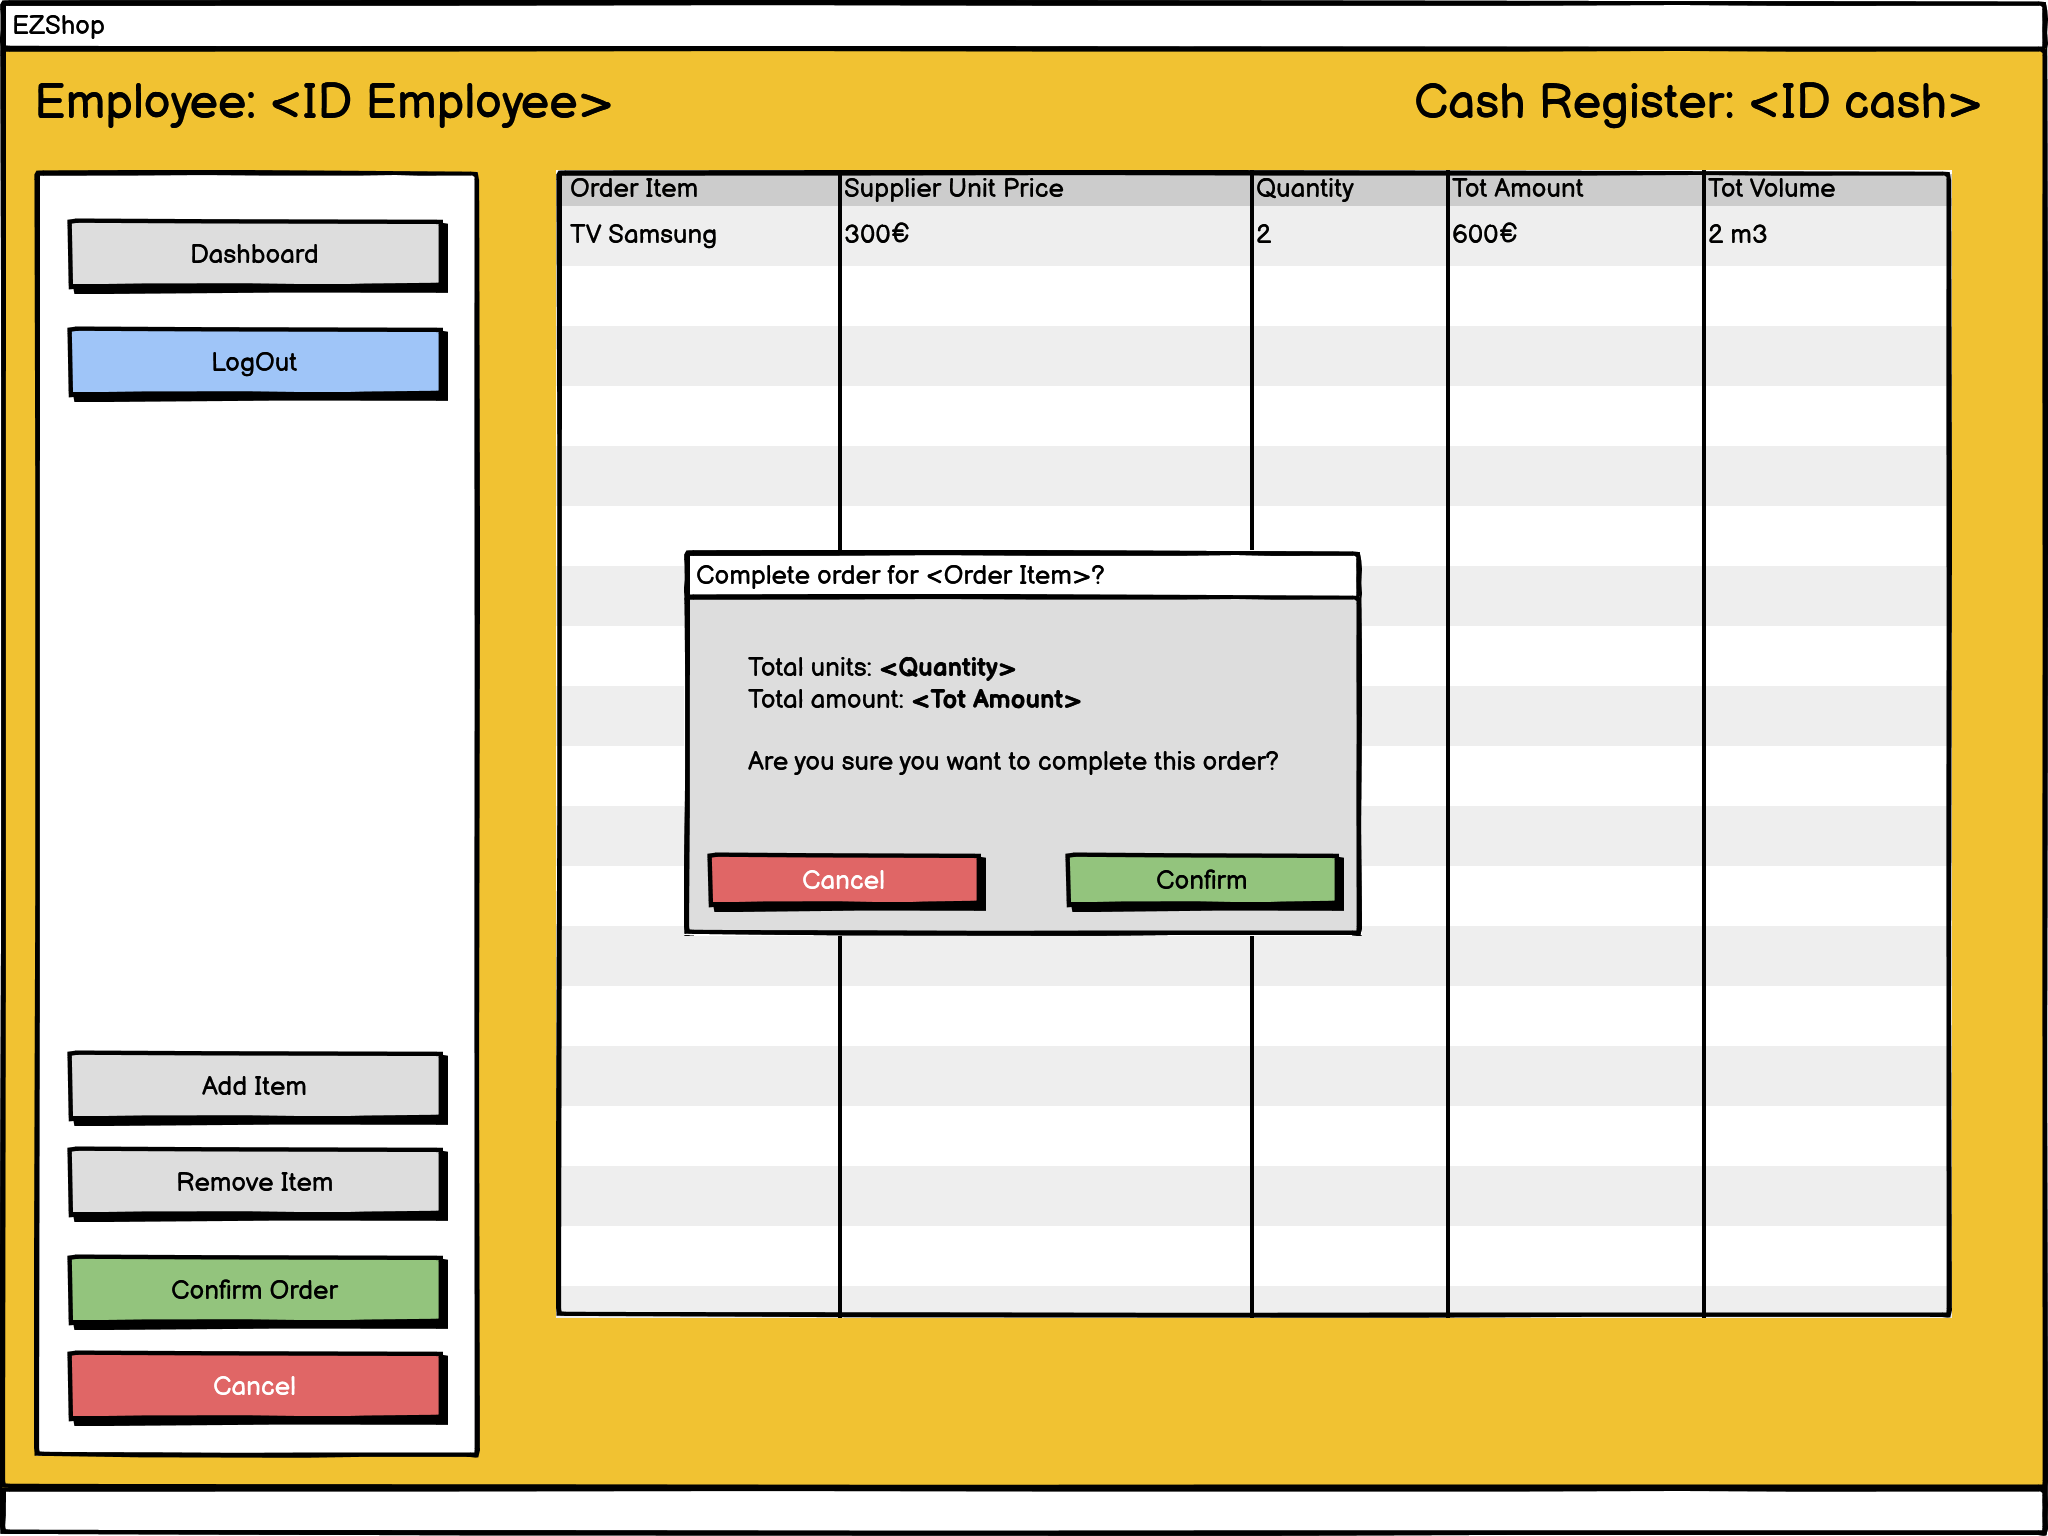 EZShop
Employee: <ID Employee>
Cash Register: <ID cash>
Dashboard
LogOut
Add Item
Remove Item
Confirm Order
Cancel
Order Item Supplier Unit Price Quantity Tot Amount Tot Volume
TV Samsung 300€ 2 600€ 2 m3
Complete order for <Order Item>?
Total units: <Quantity>
Total amount: <Tot Amount>
Are you sure you want to complete this order?
Cancel Confirm